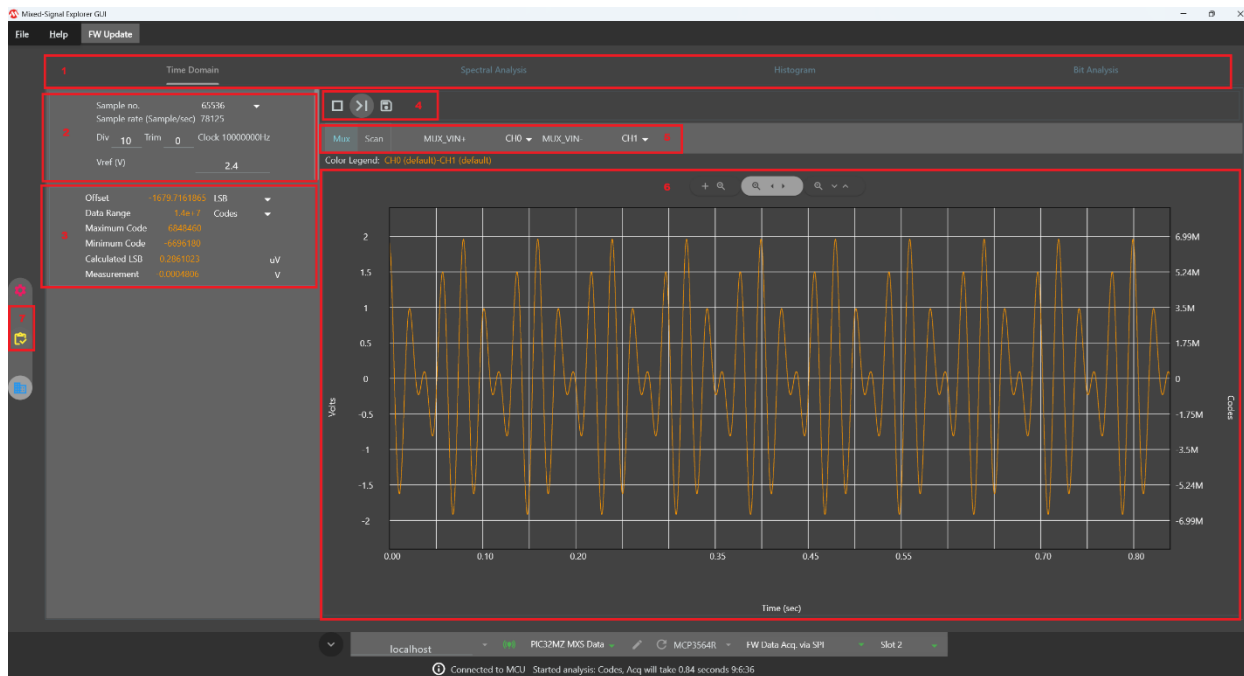 Mixed-Signal Explorer GUI
File Help FW Update
1 Time Domain Spectral Analysis Histogram Bit Analysis
Sample no. 65536
Sample rate (Sample/sec) 78125
Div 10 Trim 0 Clock 10000000Hz
Vref (V) 2.4
4
Mux Scan MUX_VIN+ CH0 MUX_VIN- CH1
Color Legend: CH0 (default)-CH1 (default)
Offset -1679.7161865 LSB
Data Range 1.4e+7 Codes
Maximum Code 6848460
Minimum Code -6696180
Calculated LSB 0.2861023 uV
Measurement -0.0004806 V
6
2 6.99M
1.5 5.24M
1 3.5M
0.5 1.75M
0 0
-0.5 -1.75M
-1 -3.5M
-1.5 -5.24M
-2 -6.99M
Volts
Codes
0.00 0.10 0.20 0.35 0.45 0.55 0.70 0.80
Time (sec)
localhost PIC32MZ MXS Data MCP3564R FW Data Acq. via SPI Slot 2
Connected to MCU Started analysis: Codes, Acq will take 0.84 seconds 9:6:36